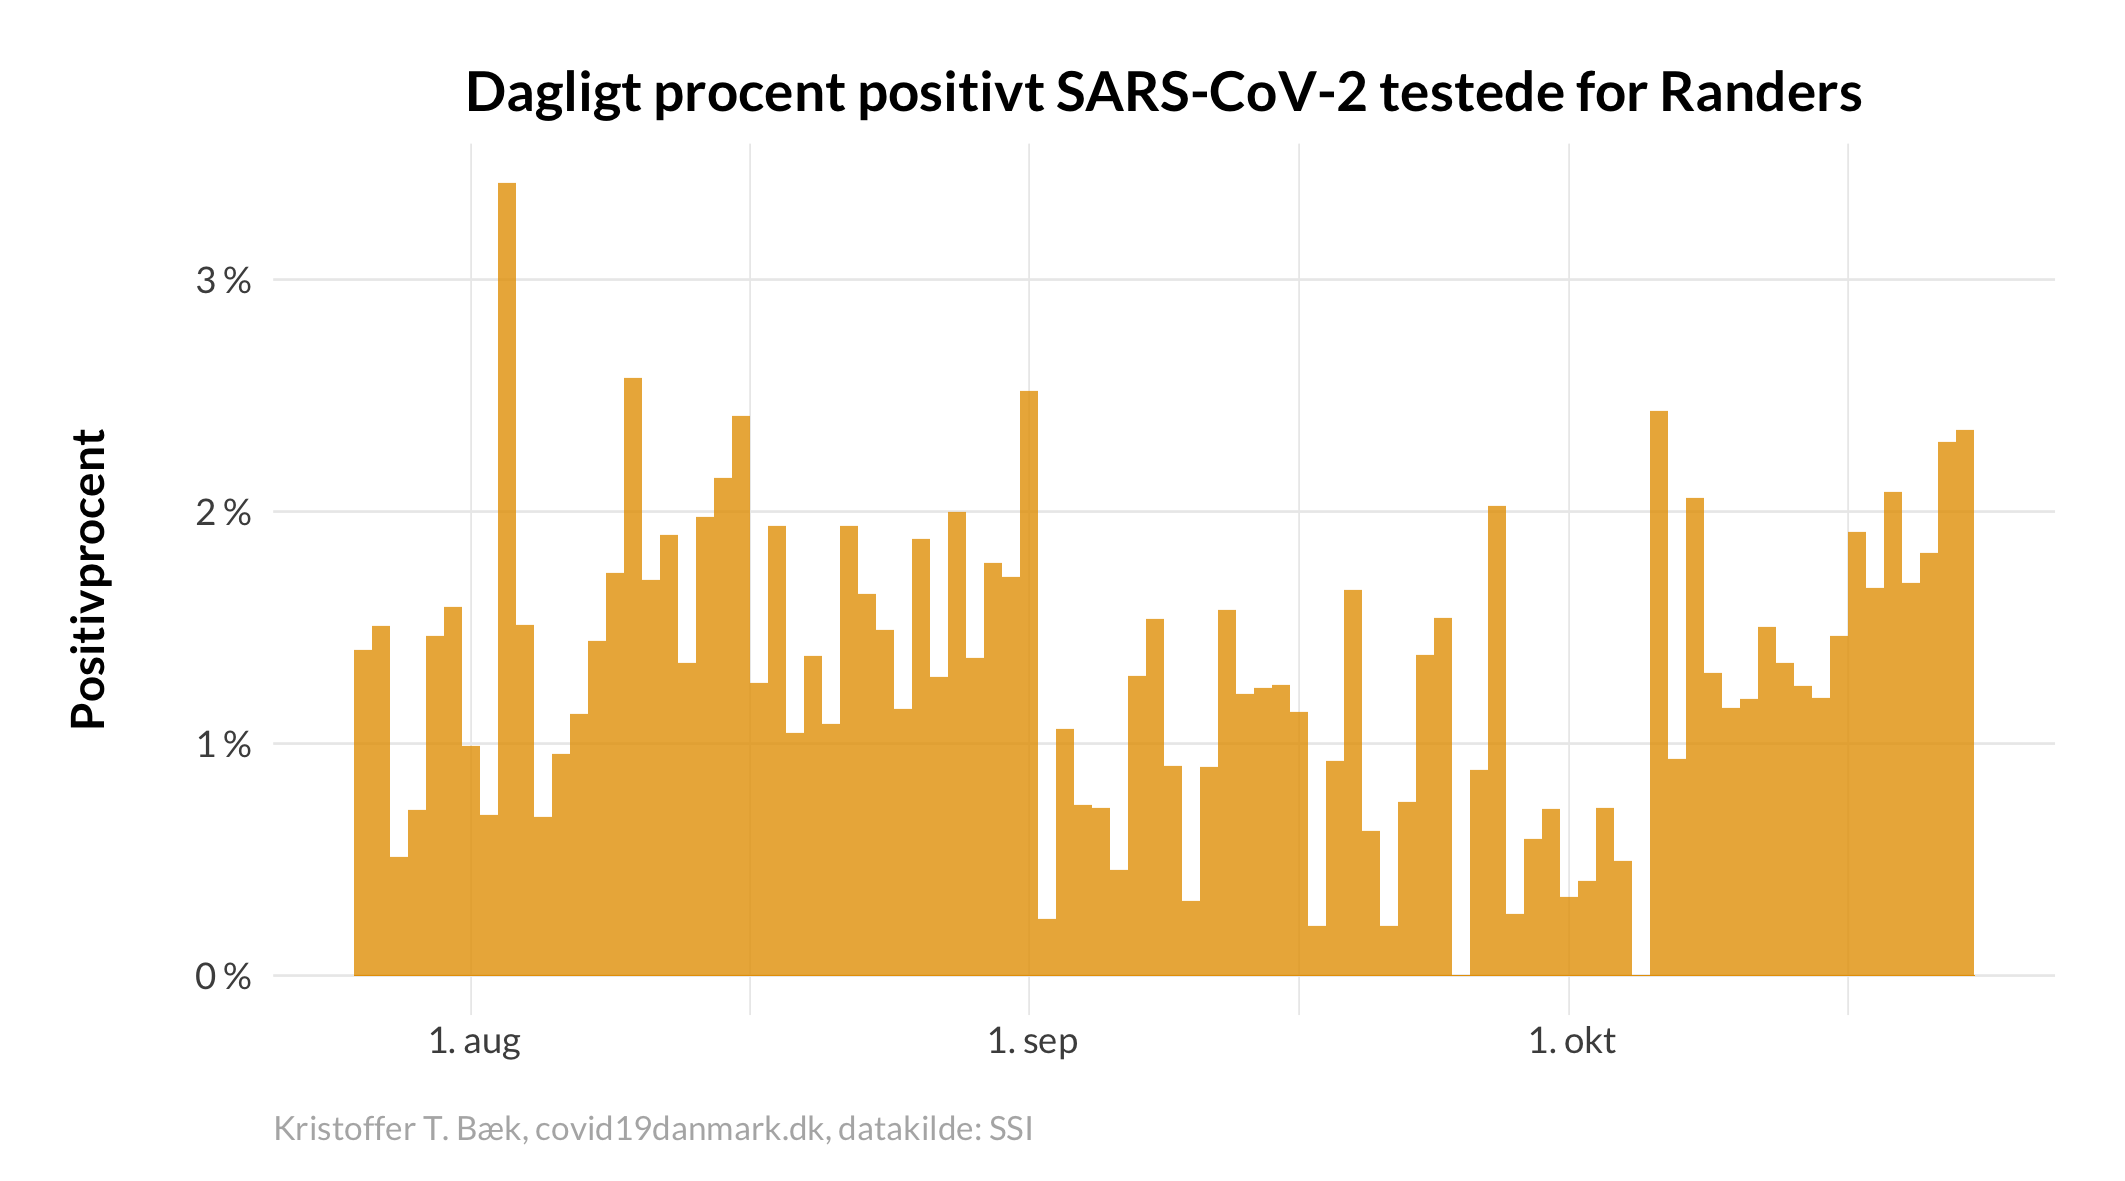 Dagligt procent positivt SARS-CoV-2 testede for Randers
Positivprocent
3 %
2 %
1 %
0 %
1. aug
1. sep
1. okt
Kristoffer T. Bæk, covid19danmark.dk, datakilde: SSI